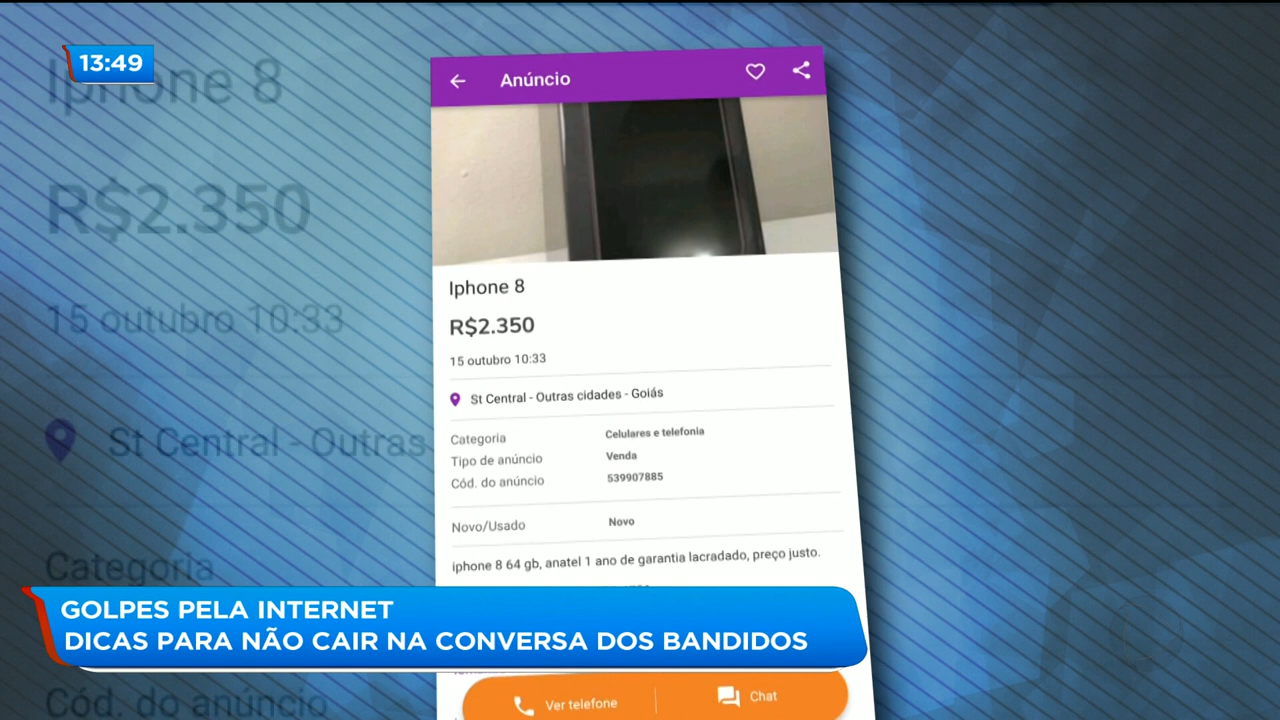 13:49
Iphone 8
R$2.350
15 outubro 10:33
St Central - Outras
Categoria
Cód. do anúncio
Anúncio
Iphone 8
R$2.350
15 outubro 10:33
St Central - Outras cidades - Goiás
Categoria Celulares e telefonia
Tipo de anúncio Venda
Cód. do anúncio 539907885
Novo/Usado Novo
iphone 8 64 gb, anatel 1 ano de garantia lacradado, preço justo.
GOLPES PELA INTERNET
DICAS PARA NÃO CAIR NA CONVERSA DOS BANDIDOS
Ver telefone Chat